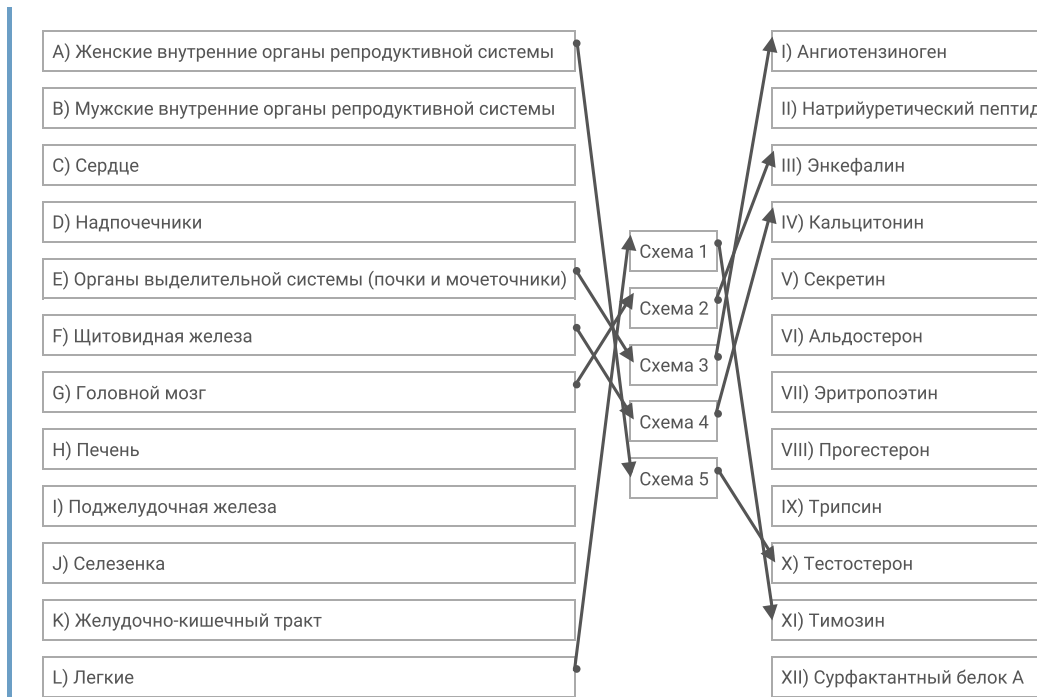 A) Женские внутренние органы репродуктивной системы
B) Мужские внутренние органы репродуктивной системы
C) Сердце
D) Надпочечники
E) Органы выделительной системы (почки и мочеточники)
F) Щитовидная железа
G) Головной мозг
H) Печень
I) Поджелудочная железа
J) Селезенка
K) Желудочно-кишечный тракт
L) Легкие
Схема 1
Схема 2
Схема 3
Схема 4
Схема 5
I) Ангиотензиноген
II) Натрийуретический пептид
III) Энкефалин
IV) Кальцитонин
V) Секретин
VI) Альдостерон
VII) Эритропоэтин
VIII) Прогестерон
IX) Трипсин
X) Тестостерон
XI) Тимозин
XII) Сурфактантный белок А